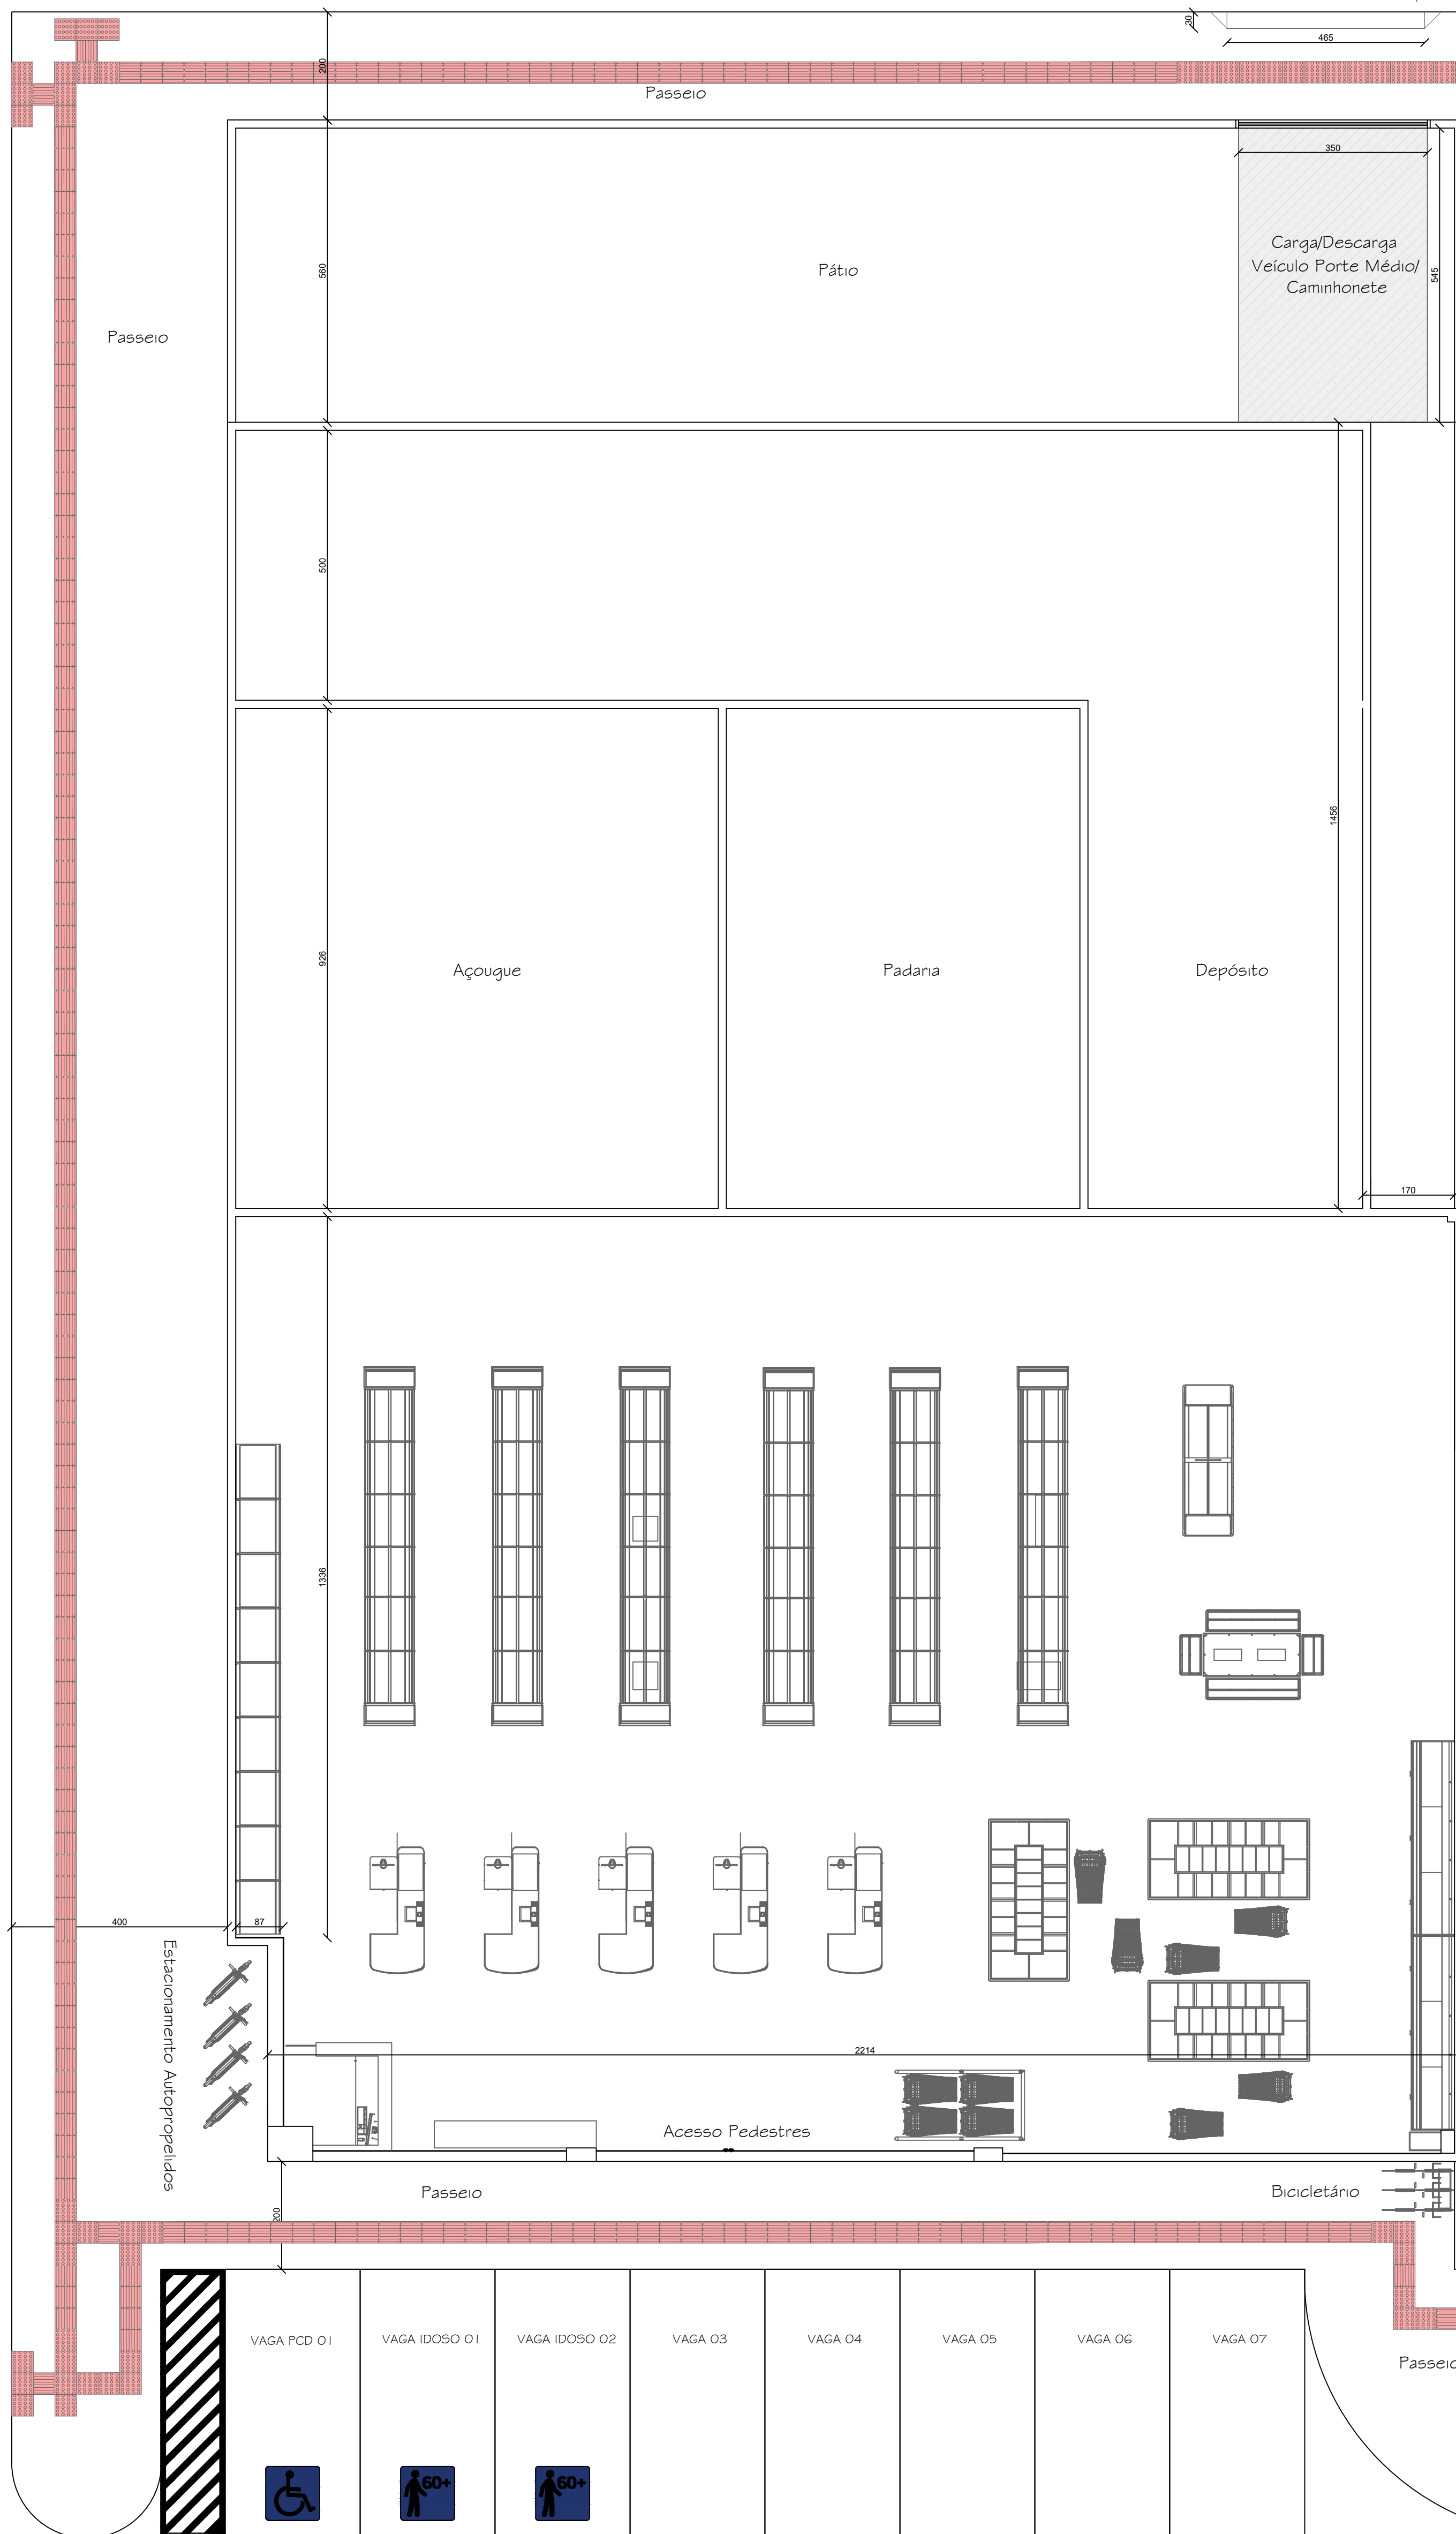 30
465
200
Passeio
350
Carga/Descarga
Veículo Porte Médio/
Caminhonete
545
560
Pátio
Passeio
500
1456
926
Açougue
Padaria
Depósito
170
1336
400
87
Estacionamento Autopropelidos
2214
Acesso Pedestres
Passeio
200
Bicicletário
VAGA PCD 01
VAGA IDOSO 01
VAGA IDOSO 02
VAGA 03
VAGA 04
VAGA 05
VAGA 06
VAGA 07
Passeio
60+
60+